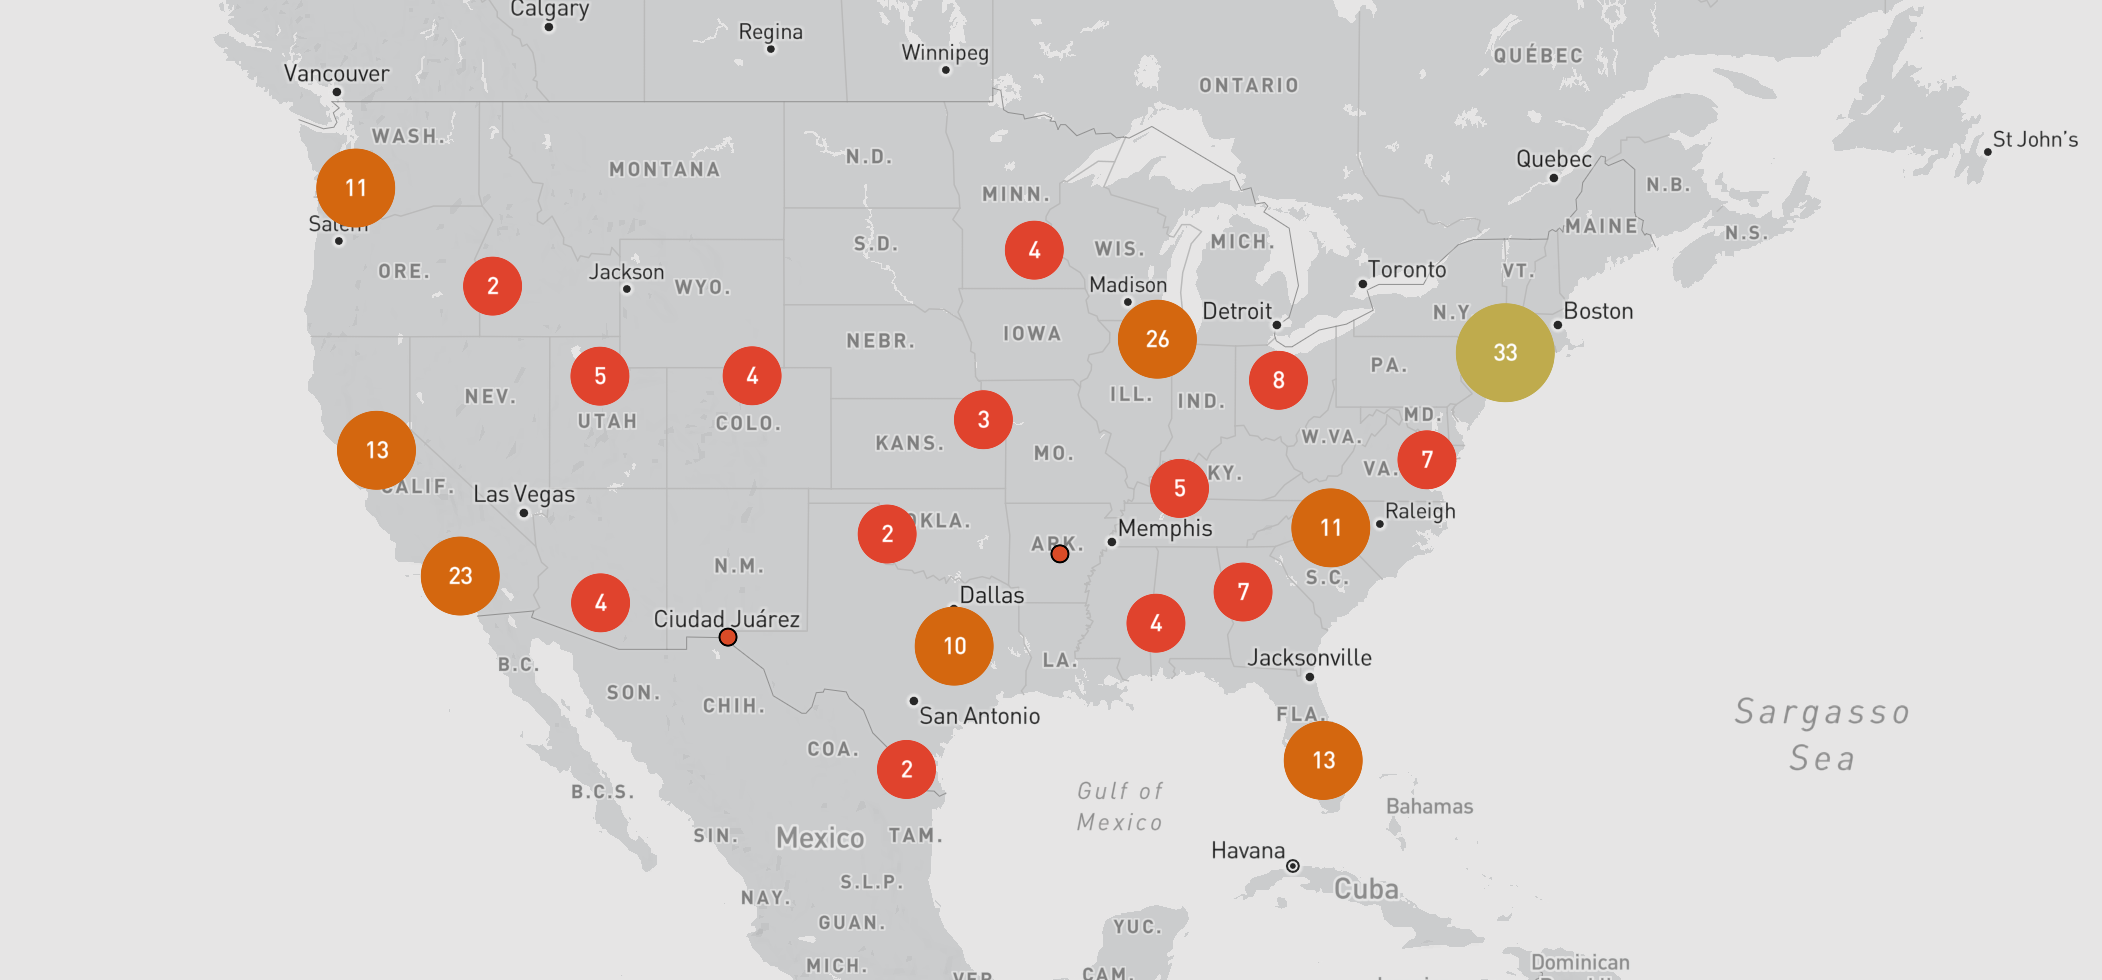 Calgary
Regina
Winnipeg
Vancouver
QUÉBEC
ONTARIO
WASH.
St John's
MONTANA
N.D.
Quebec
N.B.
11
MINN.
Salem
MAINE
N.S.
ORE.
S.D.
4
WIS.
MICH.
2
Jackson
WYO.
Madison
Toronto
VT.
Detroit
N.Y
Boston
NEBR.
IOWA
26
33
5
4
8
PA.
NEV.
UTAH
COLO.
ILL.
IND.
MD.
3
13
KANS.
MO.
W.VA.
7
VA.
CALIF.
Las Vegas
5
KY.
2
OKLA.
Memphis
11
Raleigh
ARK.
N.M.
23
S.C.
4
Dallas
7
Ciudad Juárez
4
10
B.C.
LA.
Jacksonville
SON.
CHIH.
San Antonio
FLA.
Sargasso
Sea
COA.
2
13
B.C.S.
Gulf of
Mexico
Bahamas
SIN.
Mexico
TAM.
Havana
Cuba
S.L.P.
NAY.
GUAN.
YUC.
MICH.
VER.
CAM.
Dominican